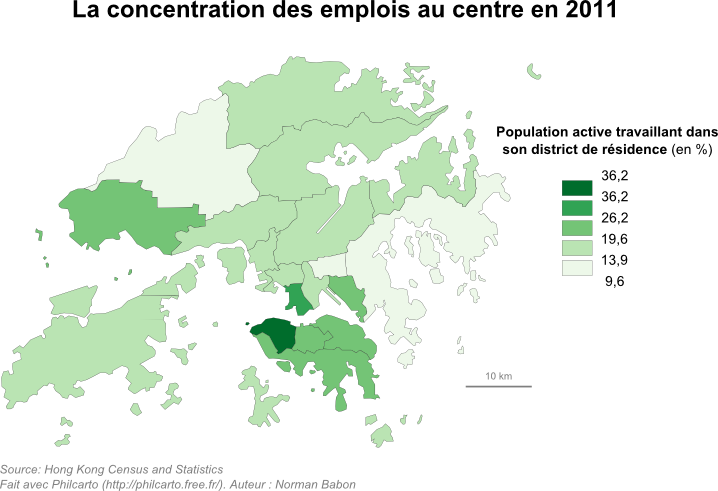 La concentration des emplois au centre en 2011
Population active travaillant dans
son district de résidence (en %)
36,2
36,2
26,2
19,6
13,9
9,6
10 km
Source: Hong Kong Census and Statistics
Fait avec Philcarto (http://philcarto.free.fr/). Auteur : Norman Babon